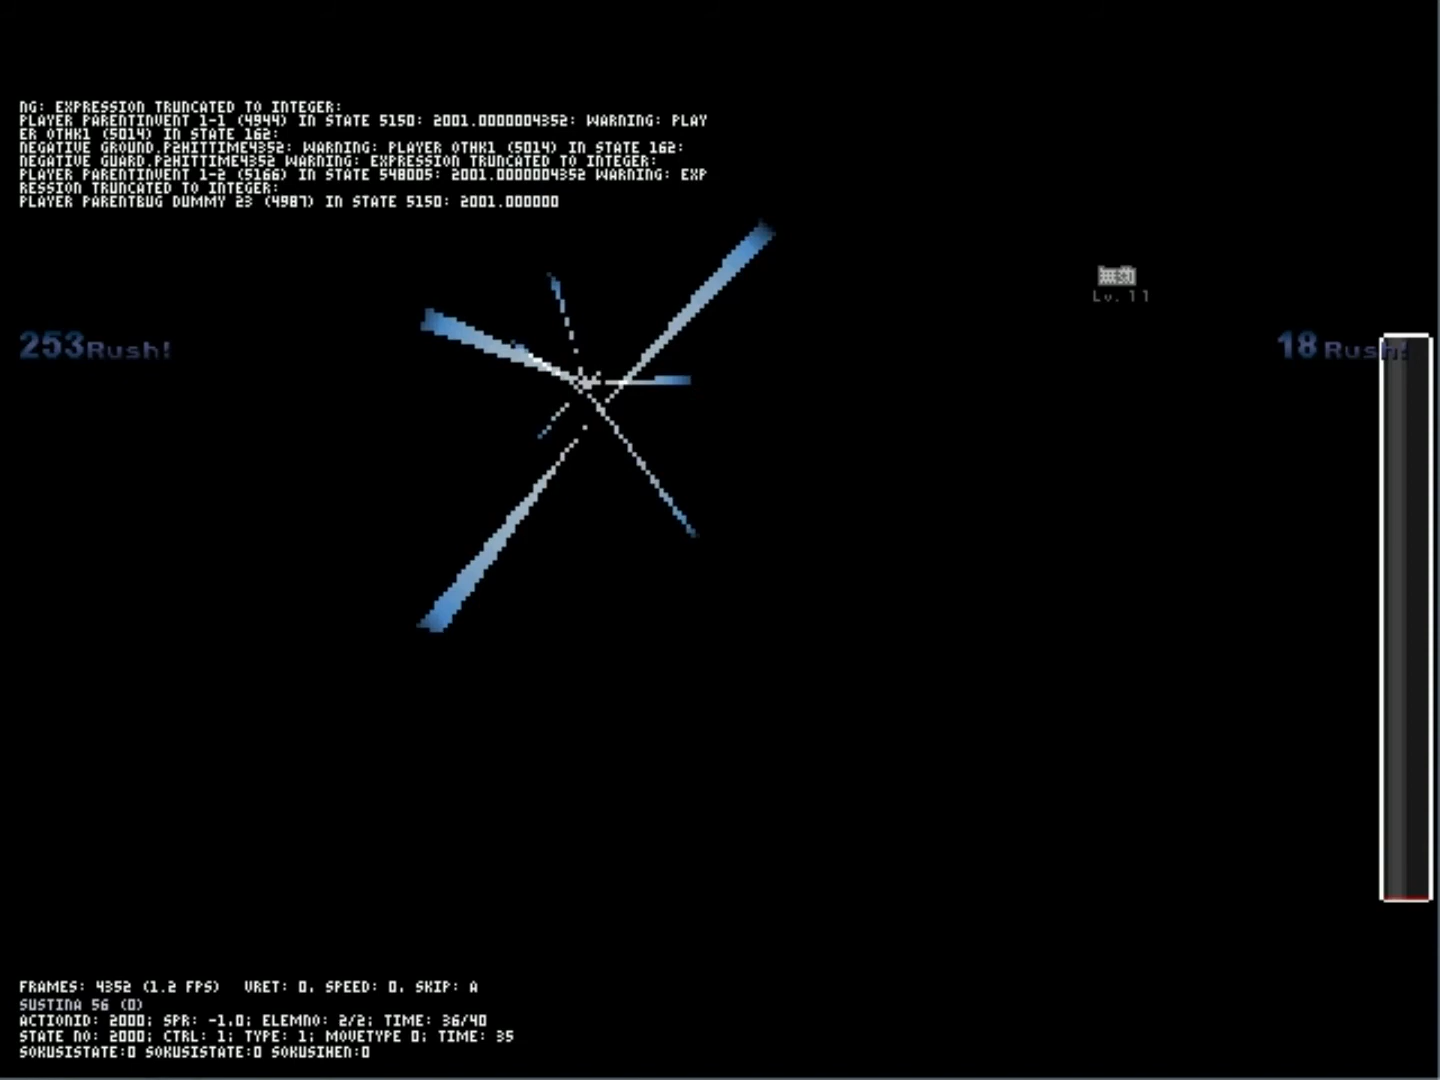 NG: EXPRESSION TRUNCATED TO INTEGER:
PLAYER PARENTINVENT 1-1 (4944) IN STATE 5150: 2001.0000004352: WARNING: PLAY
ER OTHK1 (5014) IN STATE 162:
NEGATIVE GROUND.P2HITTIME4352: WARNING: PLAYER OTHK1 (5014) IN STATE 162:
NEGATIVE GUARD.P2HITTIME4352 WARNING: EXPRESSION TRUNCATED TO INTEGER:
PLAYER PARENTINVENT 1-2 (5166) IN STATE 548005: 2001.0000004352 WARNING: EXP
RESSION TRUNCATED TO INTEGER:
PLAYER PARENTBUG DUMMY 23 (4987) IN STATE 5150: 2001.000000
無効
Lv.11
253Rush!
18 Rush!
FRAMES: 4352 (1.2 FPS) VRET: 0, SPEED: 0, SKIP: A
SUSTINA 56 (0)
ACTIONID: 2000; SPR: -1,0; ELEMNO: 2/2; TIME: 36/40
STATE NO: 2000; CTRL: 1; TYPE: 1; MOVETYPE 0; TIME: 35
SOKUSISTATE:0 SOKUSISTATE:0 SOKUSIHEN:0